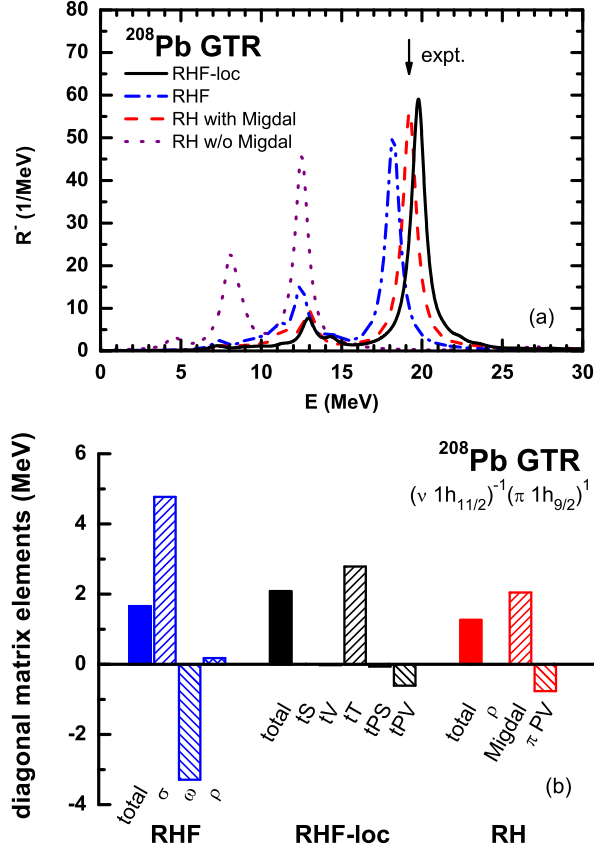 80
70
60
50
40
30
20
10
0
R⁻ (1/MeV)
²⁰⁸Pb GTR
RHF-loc
RHF
RH with Migdal
RH w/o Migdal
expt.
(a)
0 5 10 15 20 25 30
E (MeV)
6
4
2
0
-2
-4
diagonal matrix elements (MeV)
²⁰⁸Pb GTR
(ν 1h₁₁/₂)⁻¹(π 1h₉/₂)¹
total σ ω ρ
total tS tV tT tPS tPV
total ρ Migdal π PV
(b)
RHF RHF-loc RH